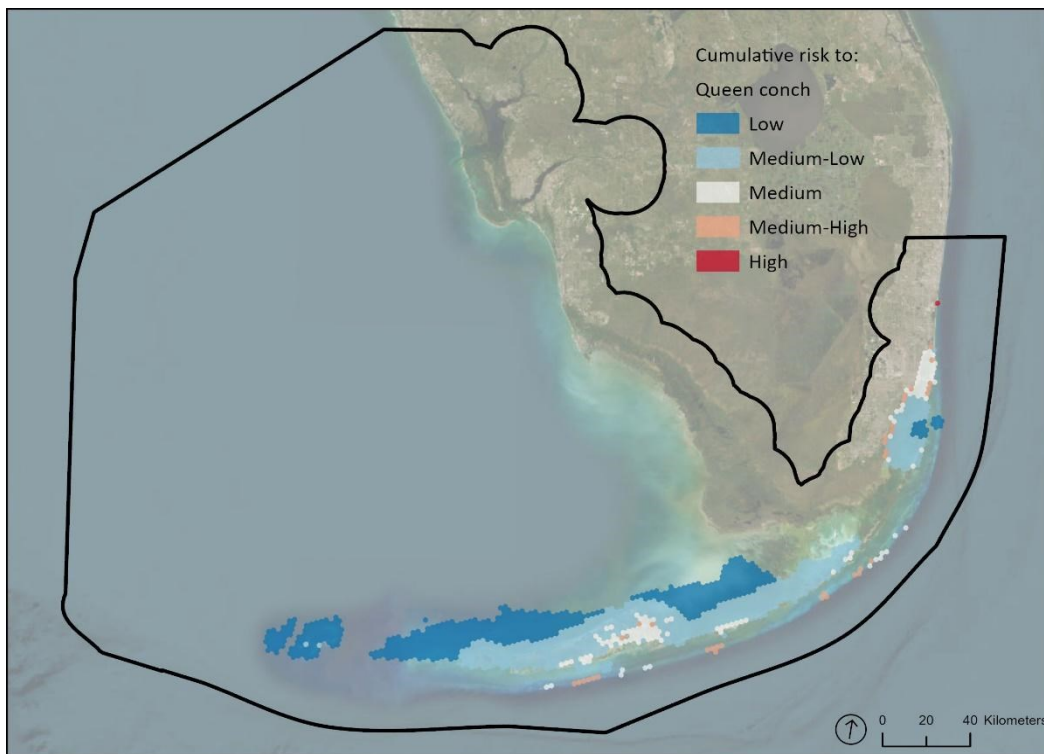 Cumulative risk to:
Queen conch
Low
Medium-Low
Medium
Medium-High
High
0 20 40 Kilometers